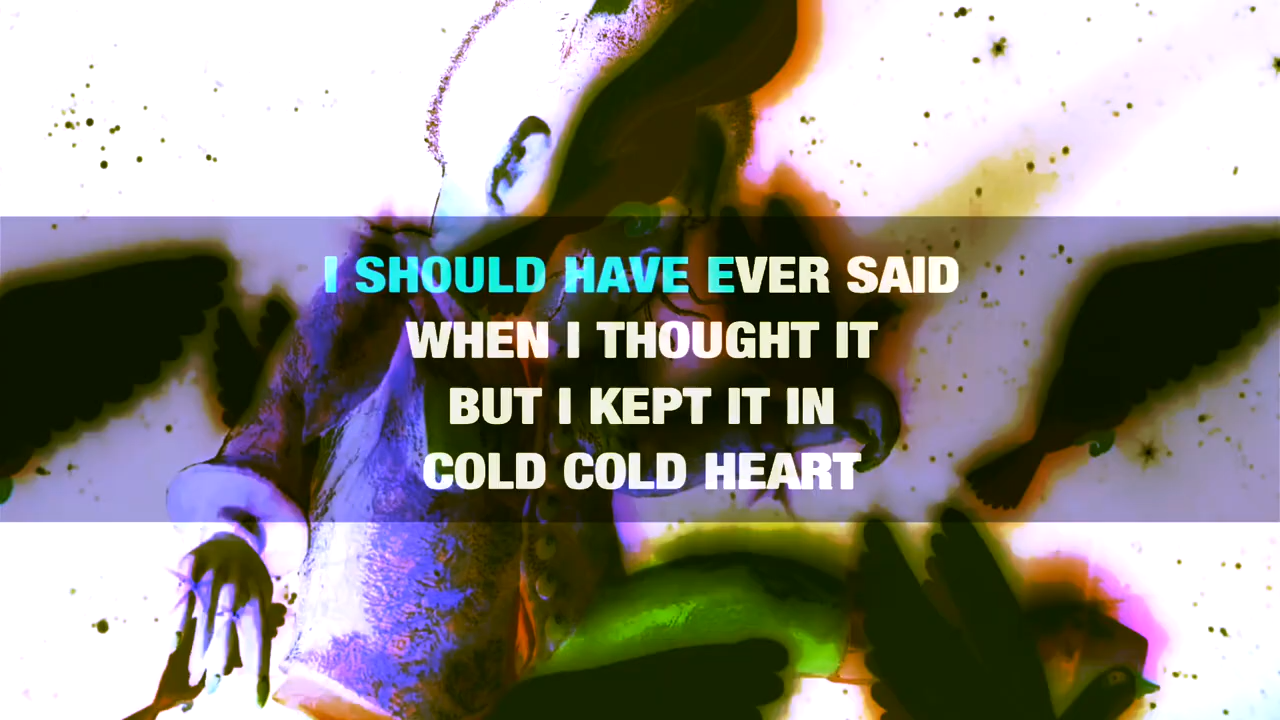 I SHOULD HAVE EVER SAID
WHEN I THOUGHT IT
BUT I KEPT IT IN
COLD COLD HEART